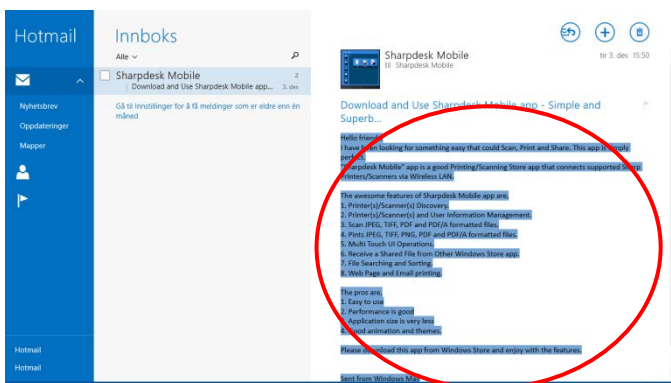 Hotmail
Nyhetsbrev
Oppdateringer
Mapper
Hotmail
Hotmail
Innboks
Alle
Sharpdesk Mobile
2
Download and Use Sharpdesk Mobile app...
3. des
Gå til Innstillinger for å få meldinger som er eldre enn én
måned
Sharpdesk Mobile
til Sharpdesk Mobile
tir 3. des 15:50
Download and Use Sharpdesk Mobile app - Simple and
Superb...
Hello friends,
I have been looking for something easy that could Scan, Print and Share. This app is simply
perfect.
"Sharpdesk Mobile" app is a good Printing/Scanning Store app that connects supported Sharp
Printers/Scanners via Wireless LAN.
The awesome features of Sharpdesk Mobile app are,
1. Printer(s)/Scanner(s) Discovery.
2. Printer(s)/Scanner(s) and User Information Management.
3. Scan JPEG, TIFF, PDF and PDF/A formatted files.
4. Pints JPEG, TIFF, PNG, PDF and PDF/A formatted files.
5. Multi Touch UI Operations.
6. Receive a Shared File from Other Windows Store app.
7. File Searching and Sorting.
8. Web Page and Email printing.
The pros are,
1. Easy to use
2. Performance is good
3. Application size is very less
4. Good animation and themes.
Please download this app from Windows Store and enjoy with the features.
Sent from Windows Mail